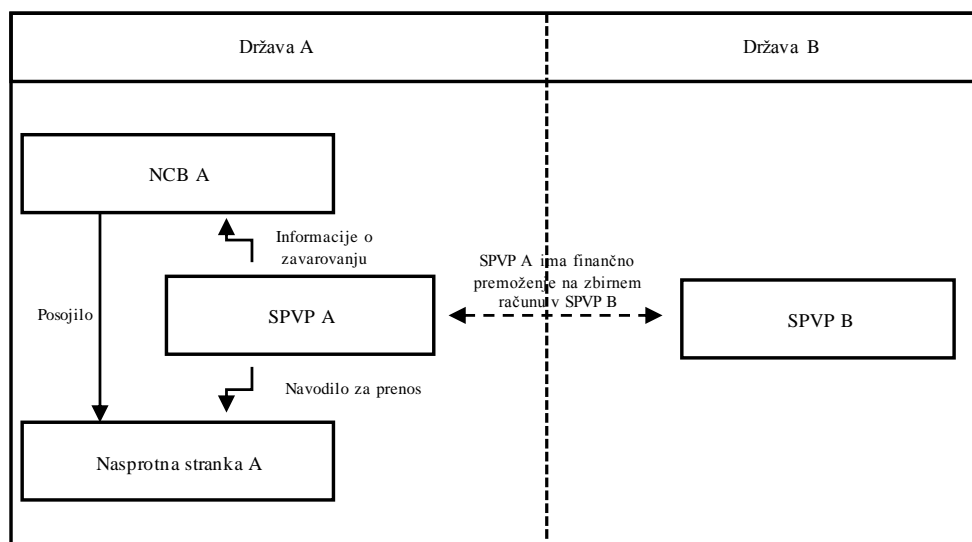 Država A
Država B
NCB A
Informacije o
zavarovanju
SPVP A ima finančno
premoženje na zbirnem
računu v SPVP B
Posojilo
SPVP A
SPVP B
Navodilo za prenos
Nasprotna stranka A